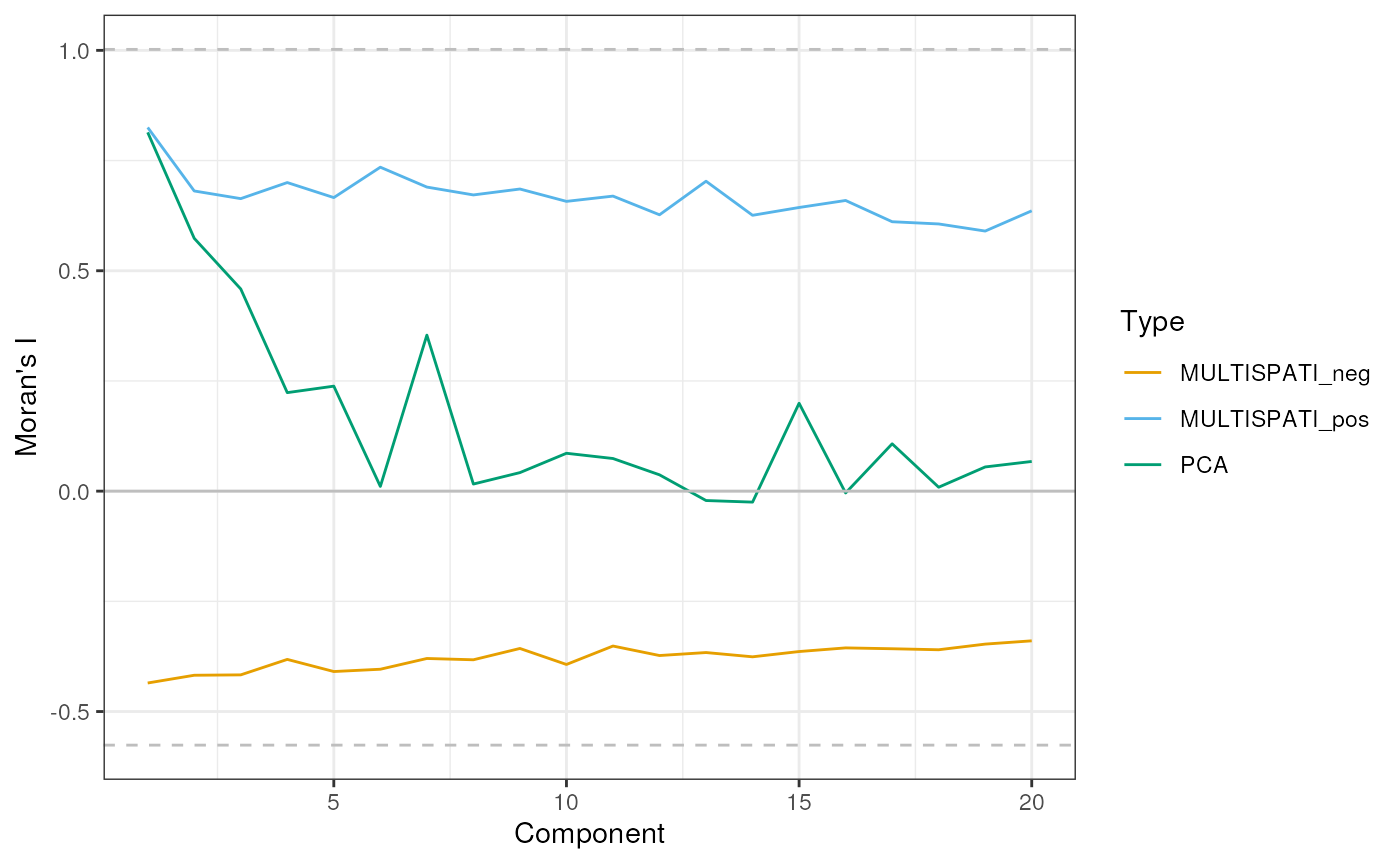 1.0
0.5
0.0
-0.5
Moran's I
5 10 15 20
Component
Type
MULTISPATI_neg
MULTISPATI_pos
PCA